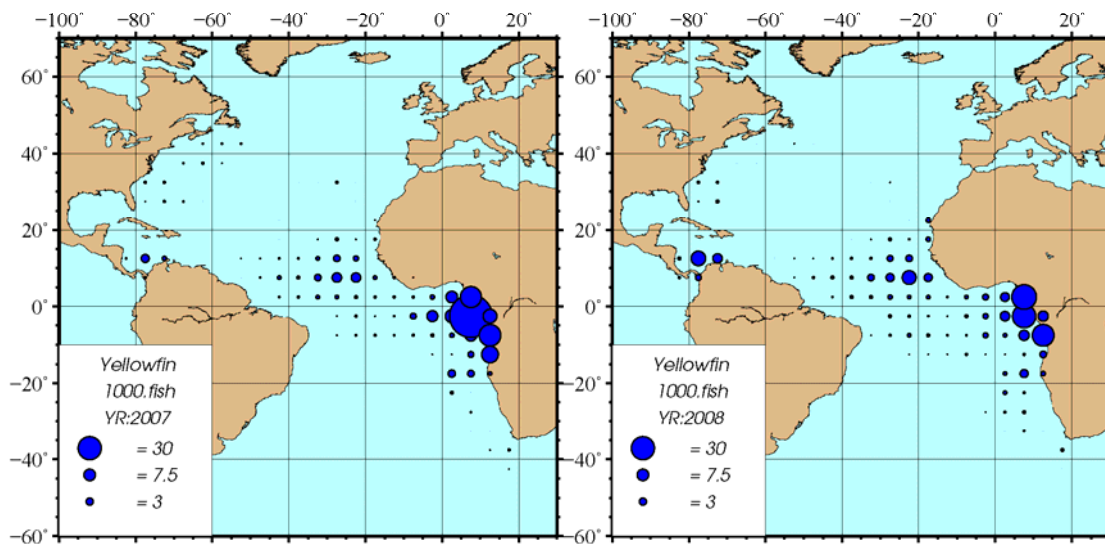 −100° −80° −60° −40° −20° 0° 20° −100° −80° −60° −40° −20° 0° 20°
60° 60°
40° 40°
20° 20°
0° 0°
−20° −20°
−40° −40°
−60° −60°
Yellowfin
1000.fish
YR:2007
= 30
= 7.5
= 3
Yellowfin
1000.fish
YR:2008
= 30
= 7.5
= 3